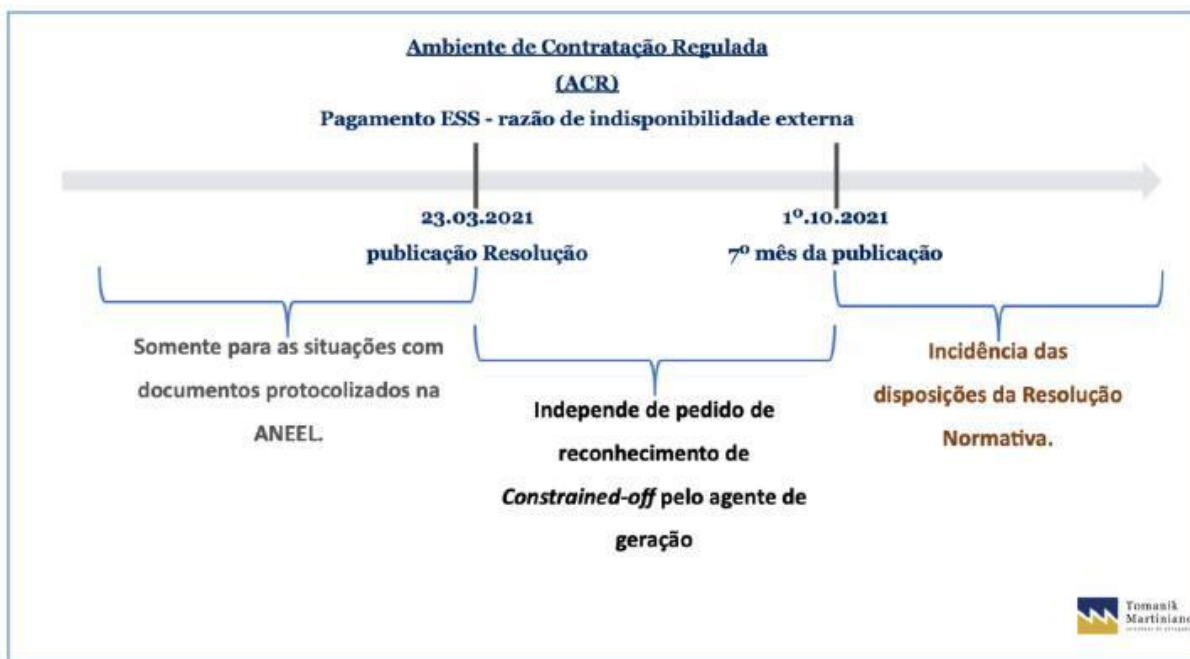 Ambiente de Contratação Regulada
(ACR)
Pagamento ESS - razão de indisponibilidade externa
23.03.2021
publicação Resolução
1º.10.2021
7º mês da publicação
Somente para as situações com
documentos protocolizados na
ANEEL.
Independe de pedido de
reconhecimento de
Constrained-off pelo agente de
geração
Incidência das
disposições da Resolução
Normativa.
Tomanik
Martiniano